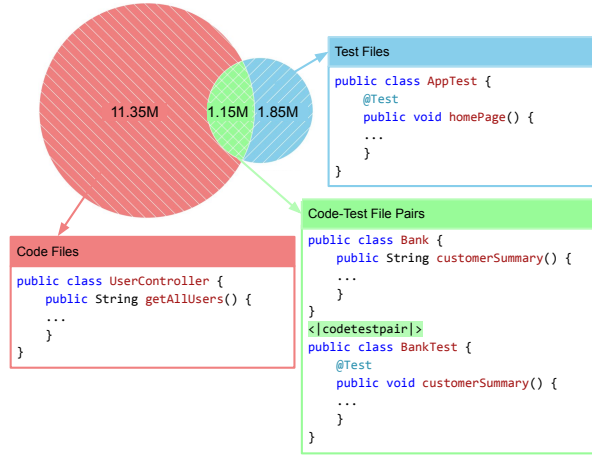 11.35M
1.15M
1.85M
Test Files
public class AppTest {
    @Test
    public void homePage() {
    ...
    }
}
Code-Test File Pairs
public class Bank {
    public String customerSummary() {
    ...
    }
}
<|codetestpair|>
public class BankTest {
    @Test
    public void customerSummary() {
    ...
    }
}
Code Files
public class UserController {
    public String getAllUsers() {
    ...
    }
}